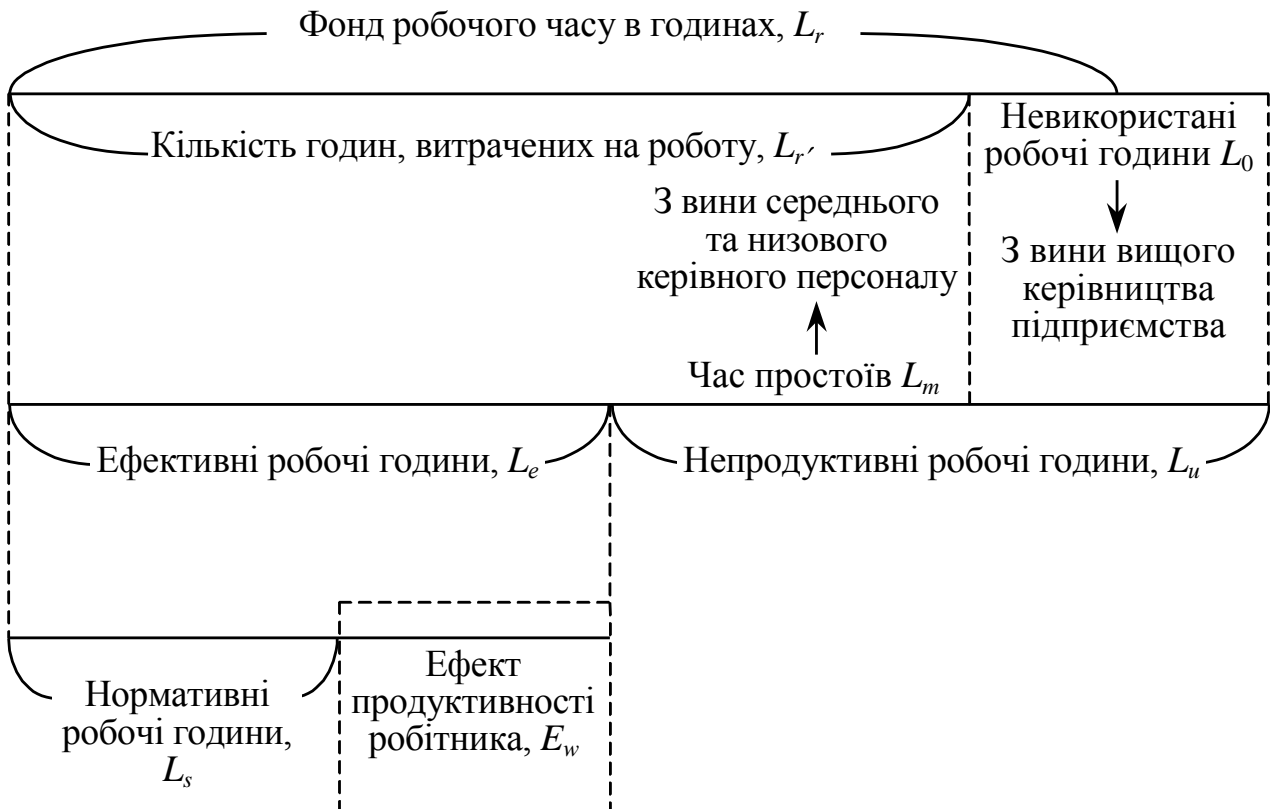 Фонд робочого часу в годинах, Lr
Кількість годин, витрачених на роботу, Lr′
Невикористані
робочі години L0
З вини середнього
та низового
керівного персоналу
З вини вищого
керівництва
підприємства
Час простоїв Lm
Ефективні робочі години, Le
Непродуктивні робочі години, Lu
Нормативні
робочі години,
Ls
Ефект
продуктивності
робітника, Ew